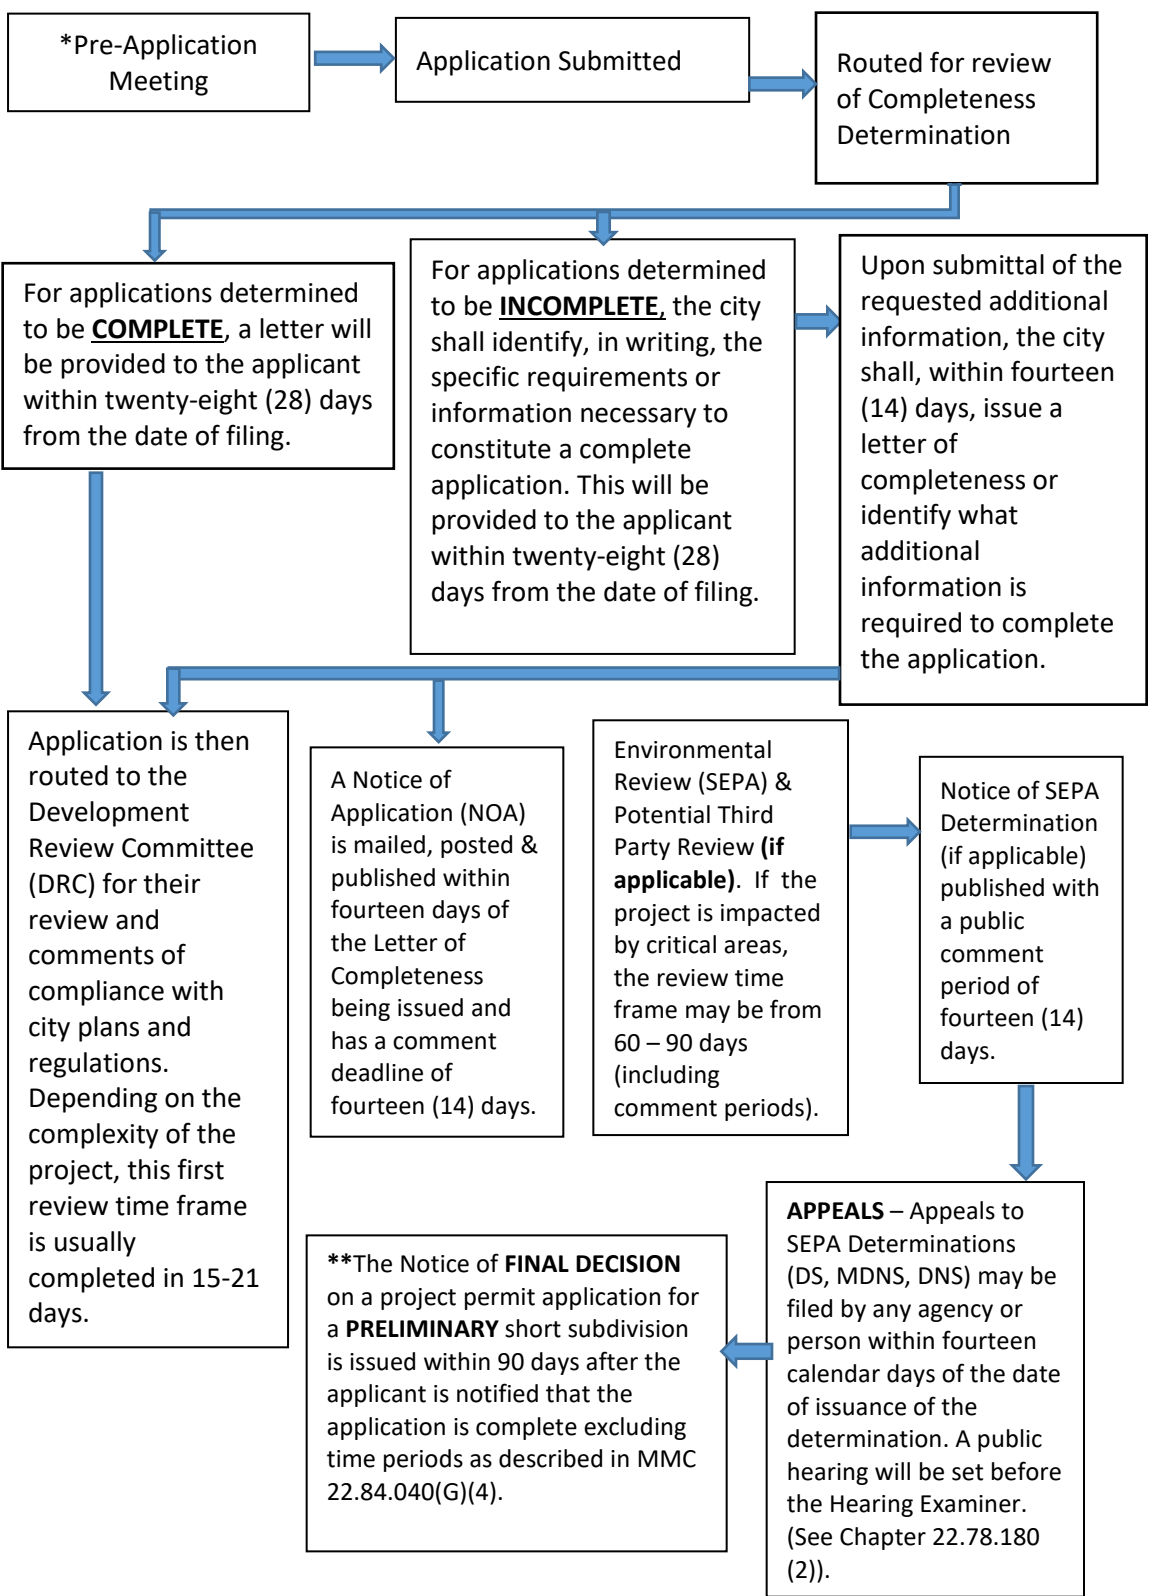 *Pre-Application
Meeting
Application Submitted
Routed for review
of Completeness
Determination
For applications determined
to be COMPLETE, a letter will
be provided to the applicant
within twenty-eight (28) days
from the date of filing.
For applications determined
to be INCOMPLETE, the city
shall identify, in writing, the
specific requirements or
information necessary to
constitute a complete
application. This will be
provided to the applicant
within twenty-eight (28)
days from the date of filing.
Upon submittal of the
requested additional
information, the city
shall, within fourteen
(14) days, issue a
letter of
completeness or
identify what
additional
information is
required to complete
the application.
Application is then
routed to the
Development
Review Committee
(DRC) for their
review and
comments of
compliance with
city plans and
regulations.
Depending on the
complexity of the
project, this first
review time frame
is usually
completed in 15-21
days.
A Notice of
Application (NOA)
is mailed, posted &
published within
fourteen days of
the Letter of
Completeness
being issued and
has a comment
deadline of
fourteen (14) days.
Environmental
Review (SEPA) &
Potential Third
Party Review (if
applicable). If the
project is impacted
by critical areas,
the review time
frame may be from
60 – 90 days
(including
comment periods).
Notice of SEPA
Determination
(if applicable)
published with
a public
comment
period of
fourteen (14)
days.
APPEALS – Appeals to
SEPA Determinations
(DS, MDNS, DNS) may be
filed by any agency or
person within fourteen
calendar days of the date
of issuance of the
determination. A public
hearing will be set before
the Hearing Examiner.
(See Chapter 22.78.180
(2)).
**The Notice of FINAL DECISION
on a project permit application for
a PRELIMINARY short subdivision
is issued within 90 days after the
applicant is notified that the
application is complete excluding
time periods as described in MMC
22.84.040(G)(4).